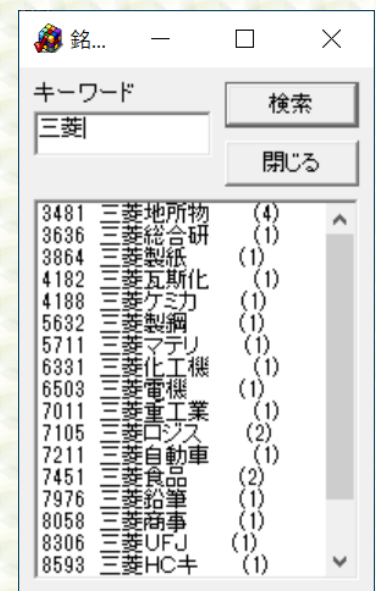 銘...
キーワード
検索
三菱
閉じる
3481 三菱地所物 (4)
3636 三菱総合研 (1)
3864 三菱製紙 (1)
4182 三菱瓦斯化 (1)
4188 三菱ケミカ (1)
5632 三菱製鋼 (1)
5711 三菱マテリ (1)
6331 三菱化工機 (1)
6503 三菱電機 (1)
7011 三菱重工業 (1)
7105 三菱ロジス (2)
7211 三菱自動車 (1)
7451 三菱食品 (2)
7976 三菱鉛筆 (1)
8058 三菱商事 (1)
8306 三菱UFJ (1)
8593 三菱HCキ (1)